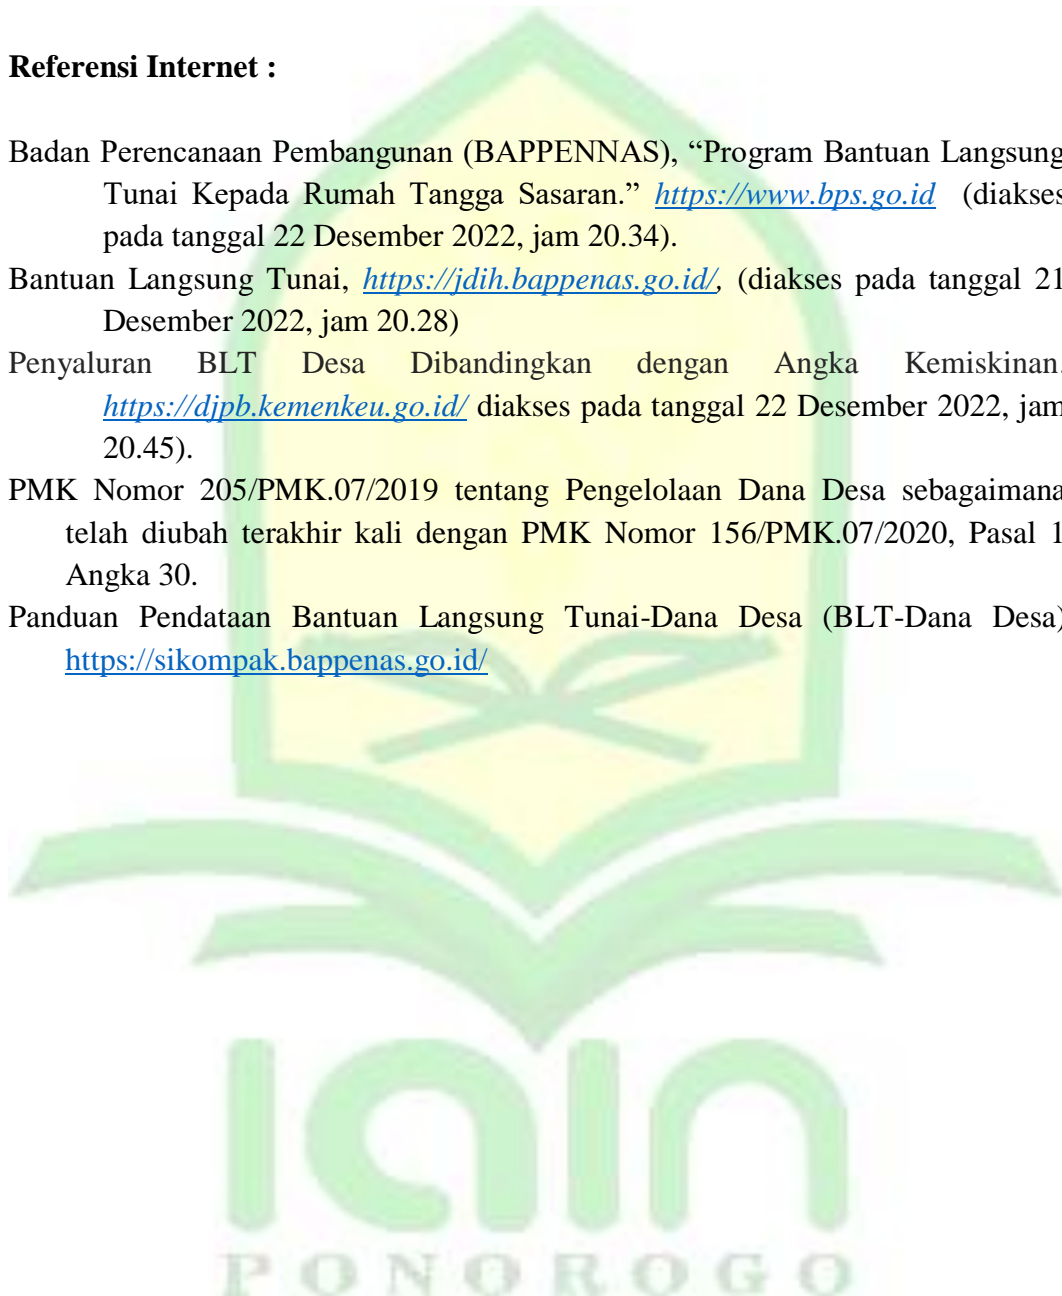 Referensi Internet :
Badan Perencanaan Pembangunan (BAPPENNAS), “Program Bantuan Langsung
Tunai Kepada Rumah Tangga Sasaran.” https://www.bps.go.id (diakses
pada tanggal 22 Desember 2022, jam 20.34).
Bantuan Langsung Tunai, https://jdih.bappenas.go.id/, (diakses pada tanggal 21
Desember 2022, jam 20.28)
Penyaluran BLT Desa Dibandingkan dengan Angka Kemiskinan.
https://djpb.kemenkeu.go.id/ diakses pada tanggal 22 Desember 2022, jam
20.45).
PMK Nomor 205/PMK.07/2019 tentang Pengelolaan Dana Desa sebagaimana
telah diubah terakhir kali dengan PMK Nomor 156/PMK.07/2020, Pasal 1
Angka 30.
Panduan Pendataan Bantuan Langsung Tunai-Dana Desa (BLT-Dana Desa)
https://sikompak.bappenas.go.id/
iain
PONOROGO